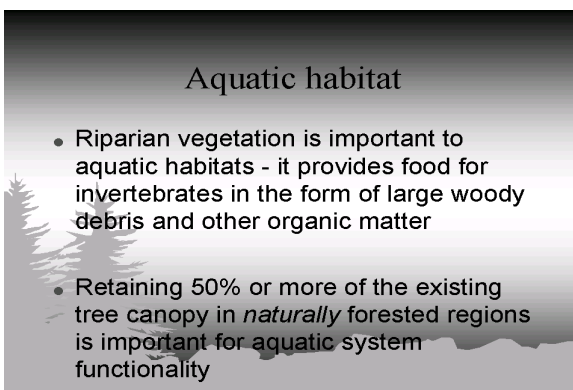 Aquatic habitat
● Riparian vegetation is important to
aquatic habitats - it provides food for
invertebrates in the form of large woody
debris and other organic matter
● Retaining 50% or more of the existing
tree canopy in naturally forested regions
is important for aquatic system
functionality